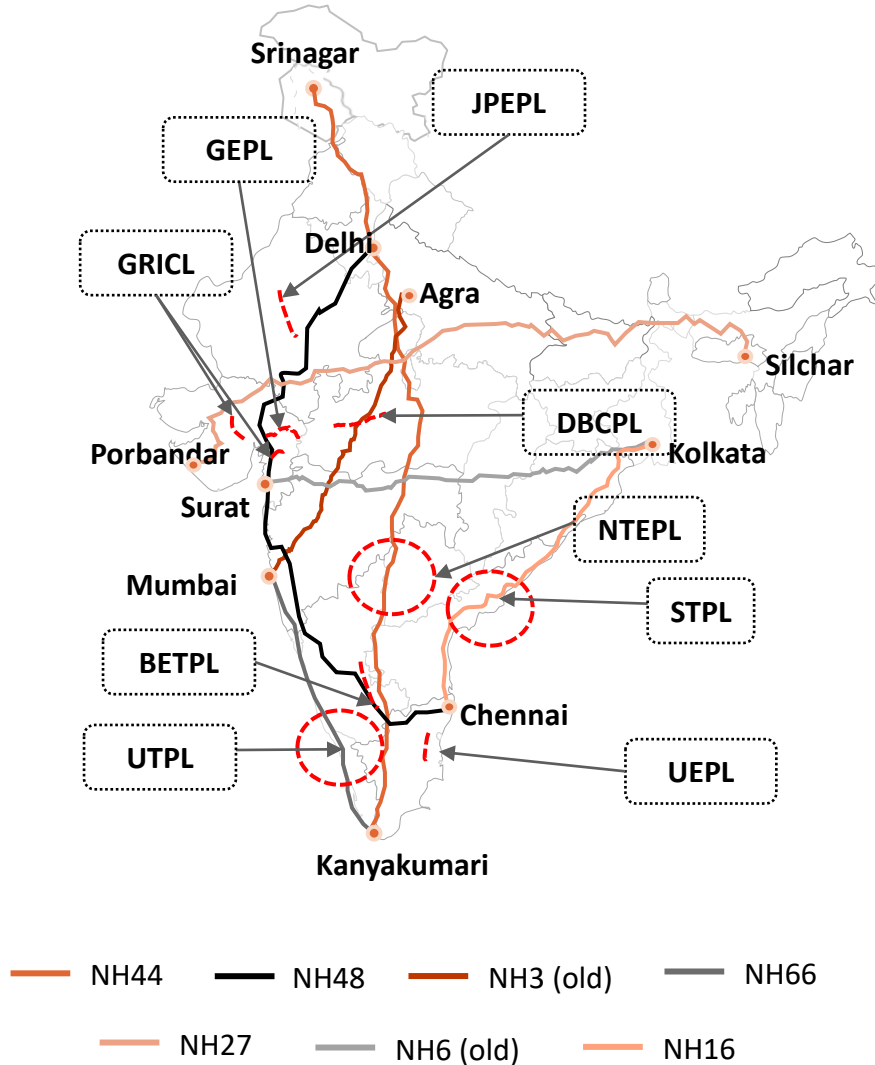 Srinagar
JPEPL
GEPL
Delhi
GRICL
Agra
Silchar
DBCPL
Porbandar
Kolkata
Surat
NTEPL
Mumbai
STPL
BETPL
Chennai
UTPL
UEPL
Kanyakumari
NH44
NH48
NH3 (old)
NH66
NH27
NH6 (old)
NH16